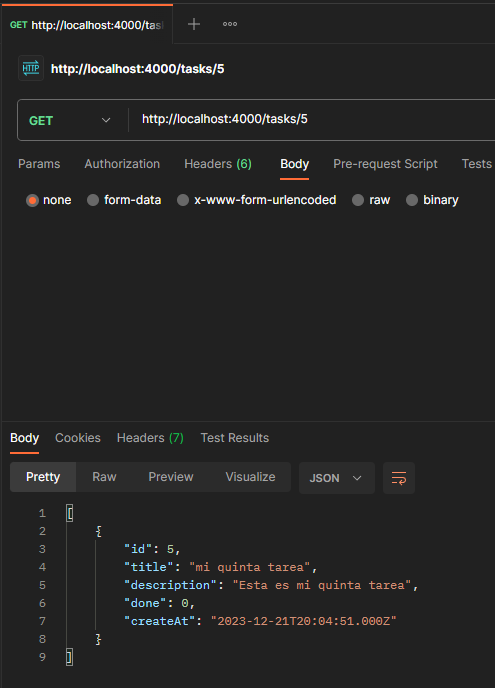 GET http://localhost:4000/tas
HTTP http://localhost:4000/tasks/5
GET http://localhost:4000/tasks/5
Params Authorization Headers (6) Body Pre-request Script Tests
none form-data x-www-form-urlencoded raw binary
Body Cookies Headers (7) Test Results
Pretty Raw Preview Visualize JSON
1 [
2 {
3 "id": 5,
4 "title": "mi quinta tarea",
5 "description": "Esta es mi quinta tarea",
6 "done": 0,
7 "createAt": "2023-12-21T20:04:51.000Z"
8 }
9 ]